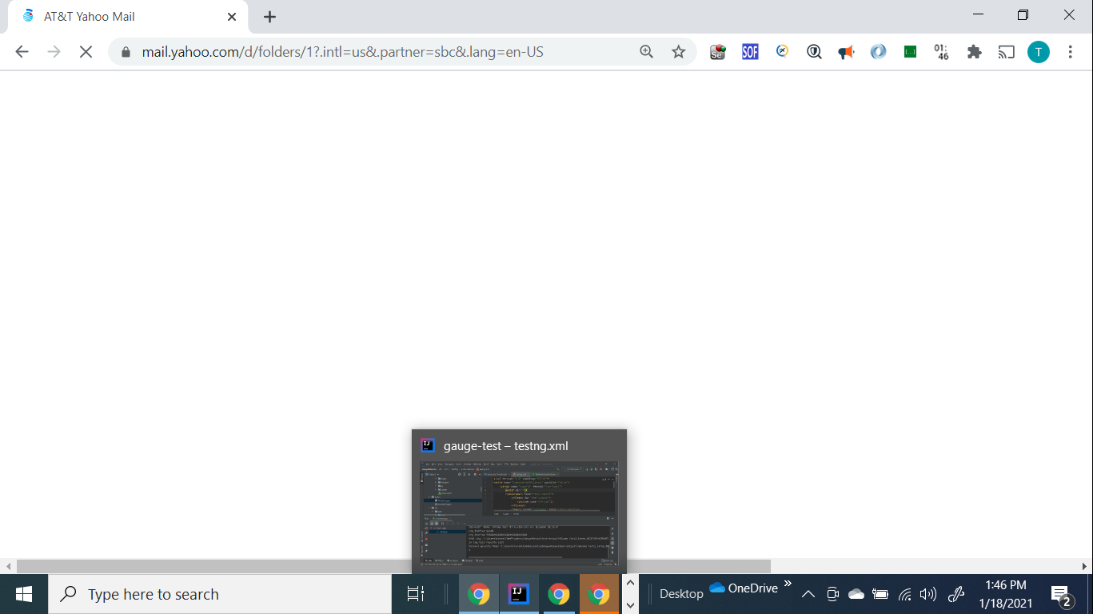 AT&T Yahoo Mail
mail.yahoo.com/d/folders/1?.intl=us&.partner=sbc&.lang=en-US
SOF
01:
46
T
gauge-test – testng.xml
Type here to search
Desktop
OneDrive
1:46 PM
1/18/2021
2